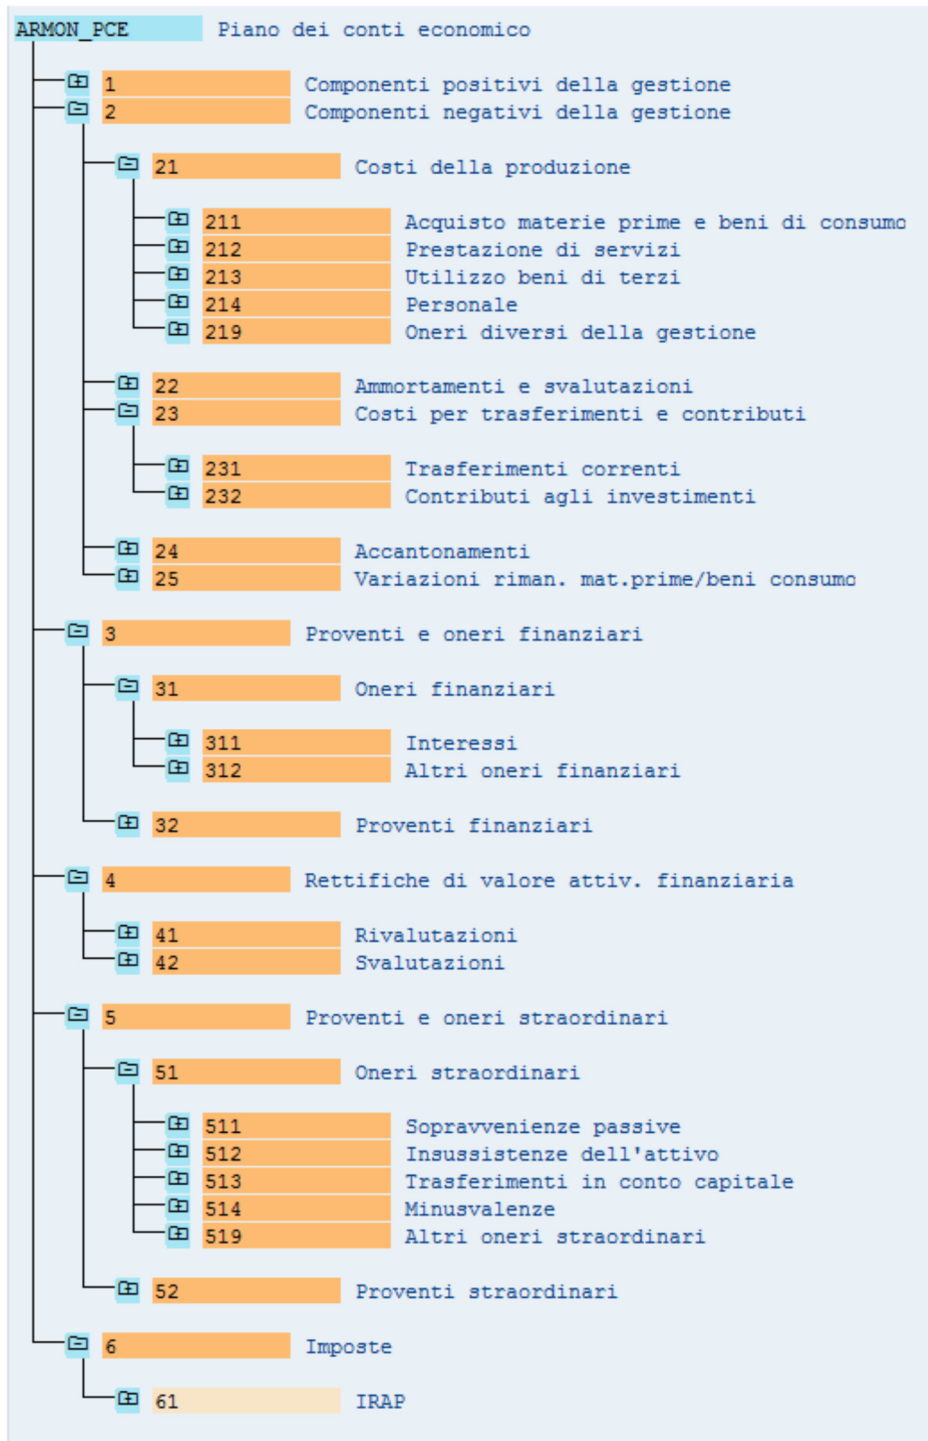 ARMON_PCE Piano dei conti economico
1 Componenti positivi della gestione
2 Componenti negativi della gestione
21 Costi della produzione
211 Acquisto materie prime e beni di consumo
212 Prestazione di servizi
213 Utilizzo beni di terzi
214 Personale
219 Oneri diversi della gestione
22 Ammortamenti e svalutazioni
23 Costi per trasferimenti e contributi
231 Trasferimenti correnti
232 Contributi agli investimenti
24 Accantonamenti
25 Variazioni riman. mat.prime/beni consumo
3 Proventi e oneri finanziari
31 Oneri finanziari
311 Interessi
312 Altri oneri finanziari
32 Proventi finanziari
4 Rettifiche di valore attiv. finanziaria
41 Rivalutazioni
42 Svalutazioni
5 Proventi e oneri straordinari
51 Oneri straordinari
511 Sopravvenienze passive
512 Insussistenze dell'attivo
513 Trasferimenti in conto capitale
514 Minusvalenze
519 Altri oneri straordinari
52 Proventi straordinari
6 Imposte
61 IRAP